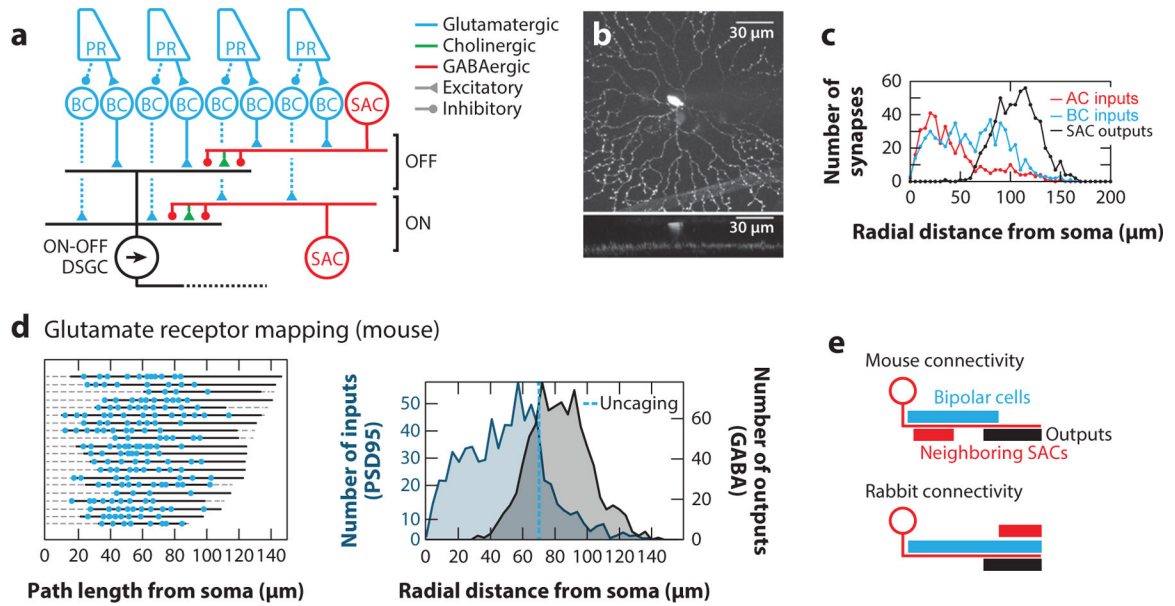 a
PR PR PR PR
BC BC BC BC BC BC BC BC SAC
OFF
ON
ON-OFF
DSGC
SAC
Glutamatergic
Cholinergic
GABAergic
Excitatory
Inhibitory
b
30 µm
30 µm
c
Number of
synapses
60
40
20
0
AC inputs
BC inputs
SAC outputs
0 50 100 150 200
Radial distance from soma (µm)
d Glutamate receptor mapping (mouse)
0 20 40 60 80 100 120 140
Path length from soma (µm)
Number of inputs
(PSD95)
50
40
30
20
10
0
Uncaging
60
40
20
0
Number of outputs
(GABA)
0 20 40 60 80 100 120 140
Radial distance from soma (µm)
e
Mouse connectivity
Bipolar cells
Outputs
Neighboring SACs
Rabbit connectivity